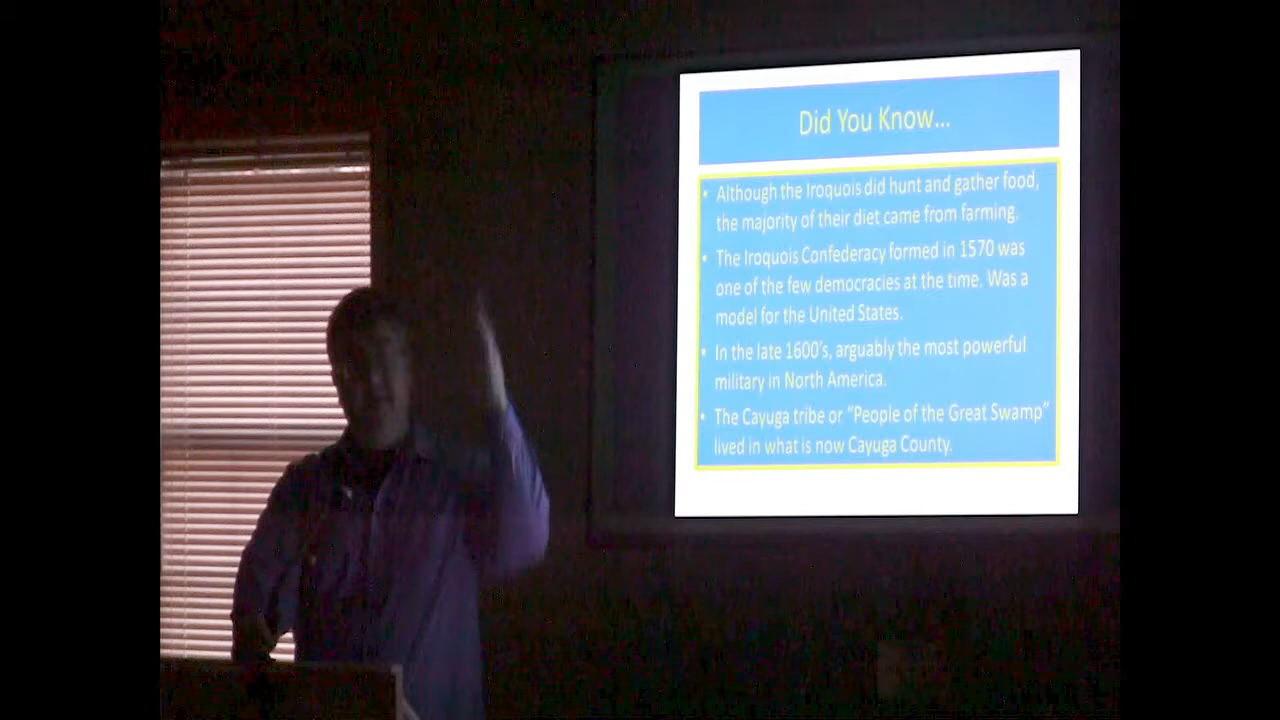 Did You Know...
• Although the Iroquois did hunt and gather food,
the majority of their diet came from farming.
• The Iroquois Confederacy formed in 1570 was
one of the few democracies at the time. Was a
model for the United States.
• In the late 1600's, arguably the most powerful
military in North America.
• The Cayuga tribe or "People of the Great Swamp"
lived in what is now Cayuga County.